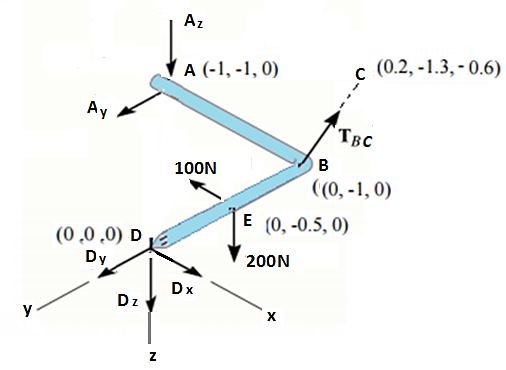 Az
A (-1, -1, 0)
C (0.2, -1.3, -0.6)
Ay
TBC
B
((0, -1, 0)
100N
E (0, -0.5, 0)
(0 ,0 ,0) D
200N
Dy
Dz
Dx
y
x
z